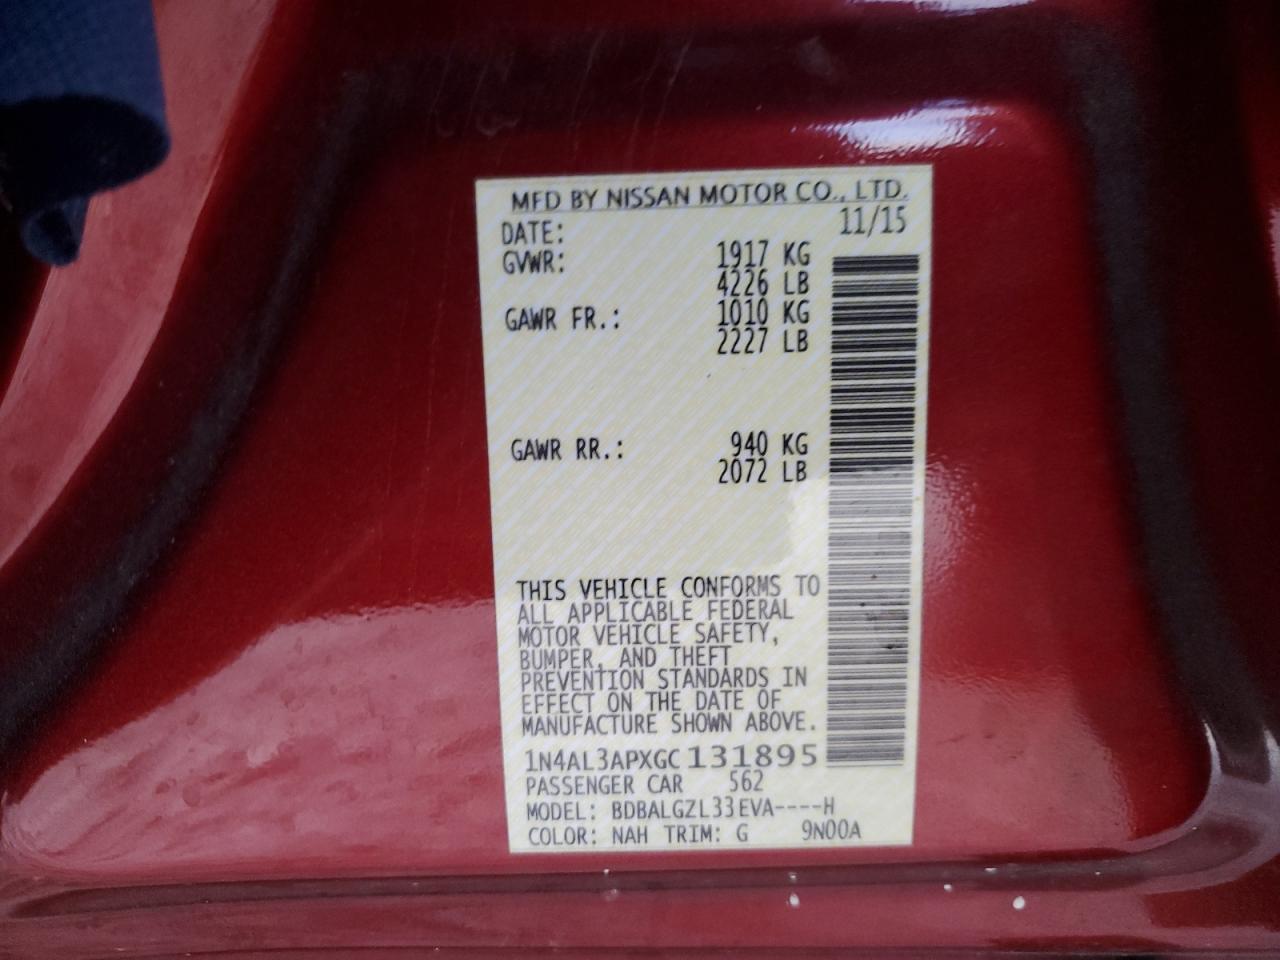 MFD BY NISSAN MOTOR CO., LTD.
DATE: 11/15
GVWR: 1917 KG
4226 LB
GAWR FR.: 1010 KG
2227 LB
GAWR RR.: 940 KG
2072 LB
THIS VEHICLE CONFORMS TO
ALL APPLICABLE FEDERAL
MOTOR VEHICLE SAFETY,
BUMPER, AND THEFT
PREVENTION STANDARDS IN
EFFECT ON THE DATE OF
MANUFACTURE SHOWN ABOVE.
1N4AL3APXGC131895
PASSENGER CAR 562
MODEL: BDBALGZL33EVA----H
COLOR: NAH TRIM: G 9N00A